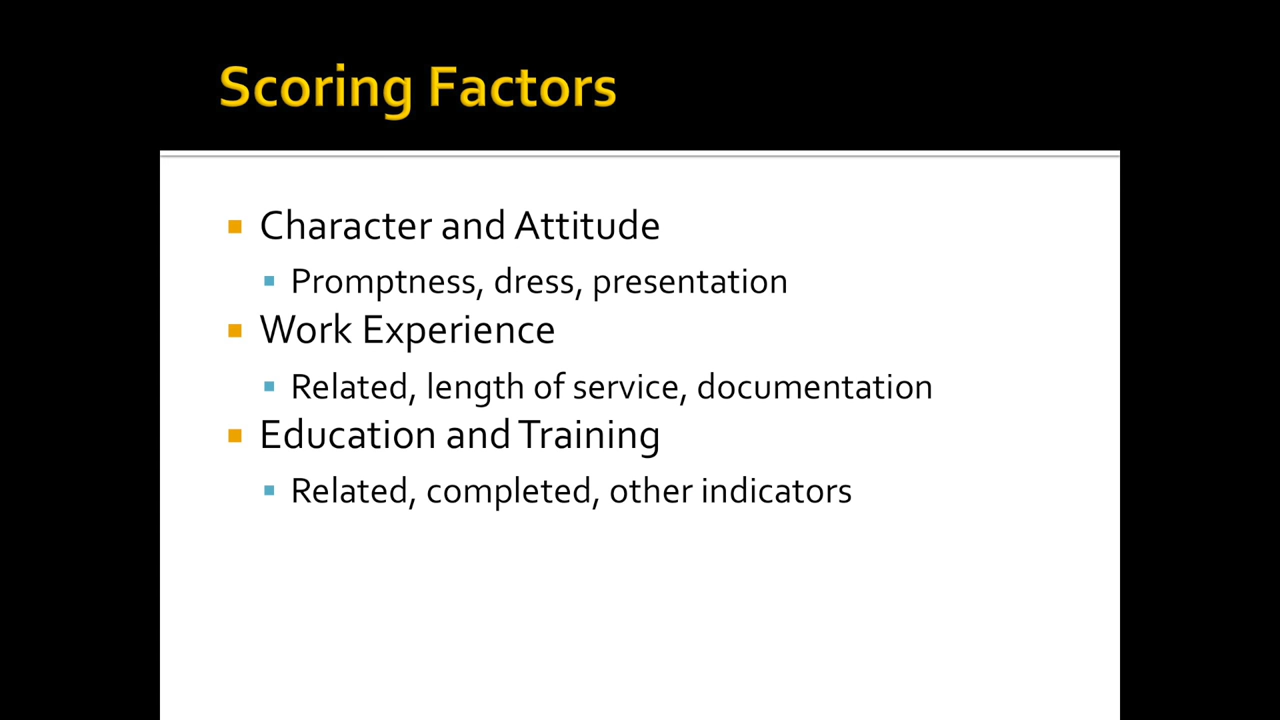 Scoring Factors
Character and Attitude
Promptness, dress, presentation
Work Experience
Related, length of service, documentation
Education and Training
Related, completed, other indicators